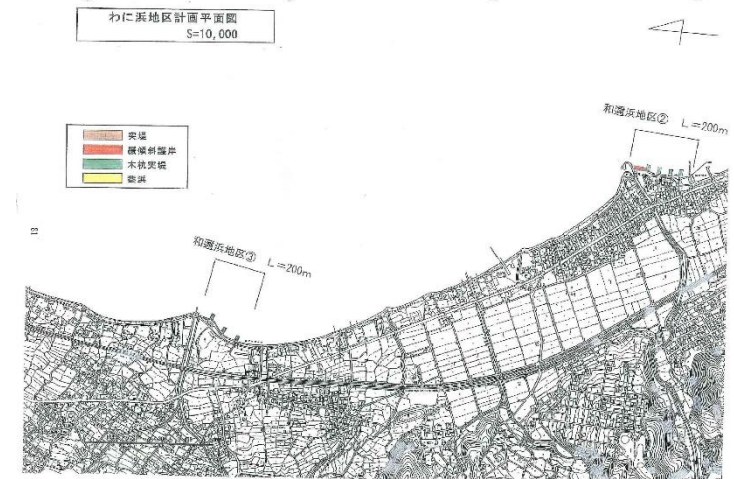 わに浜地区計画平面図
S=10,000
和邇浜地区② L=200m
突堤
緩傾斜護岸
木杭突堤
養浜
13
和邇浜地区③ L=200m